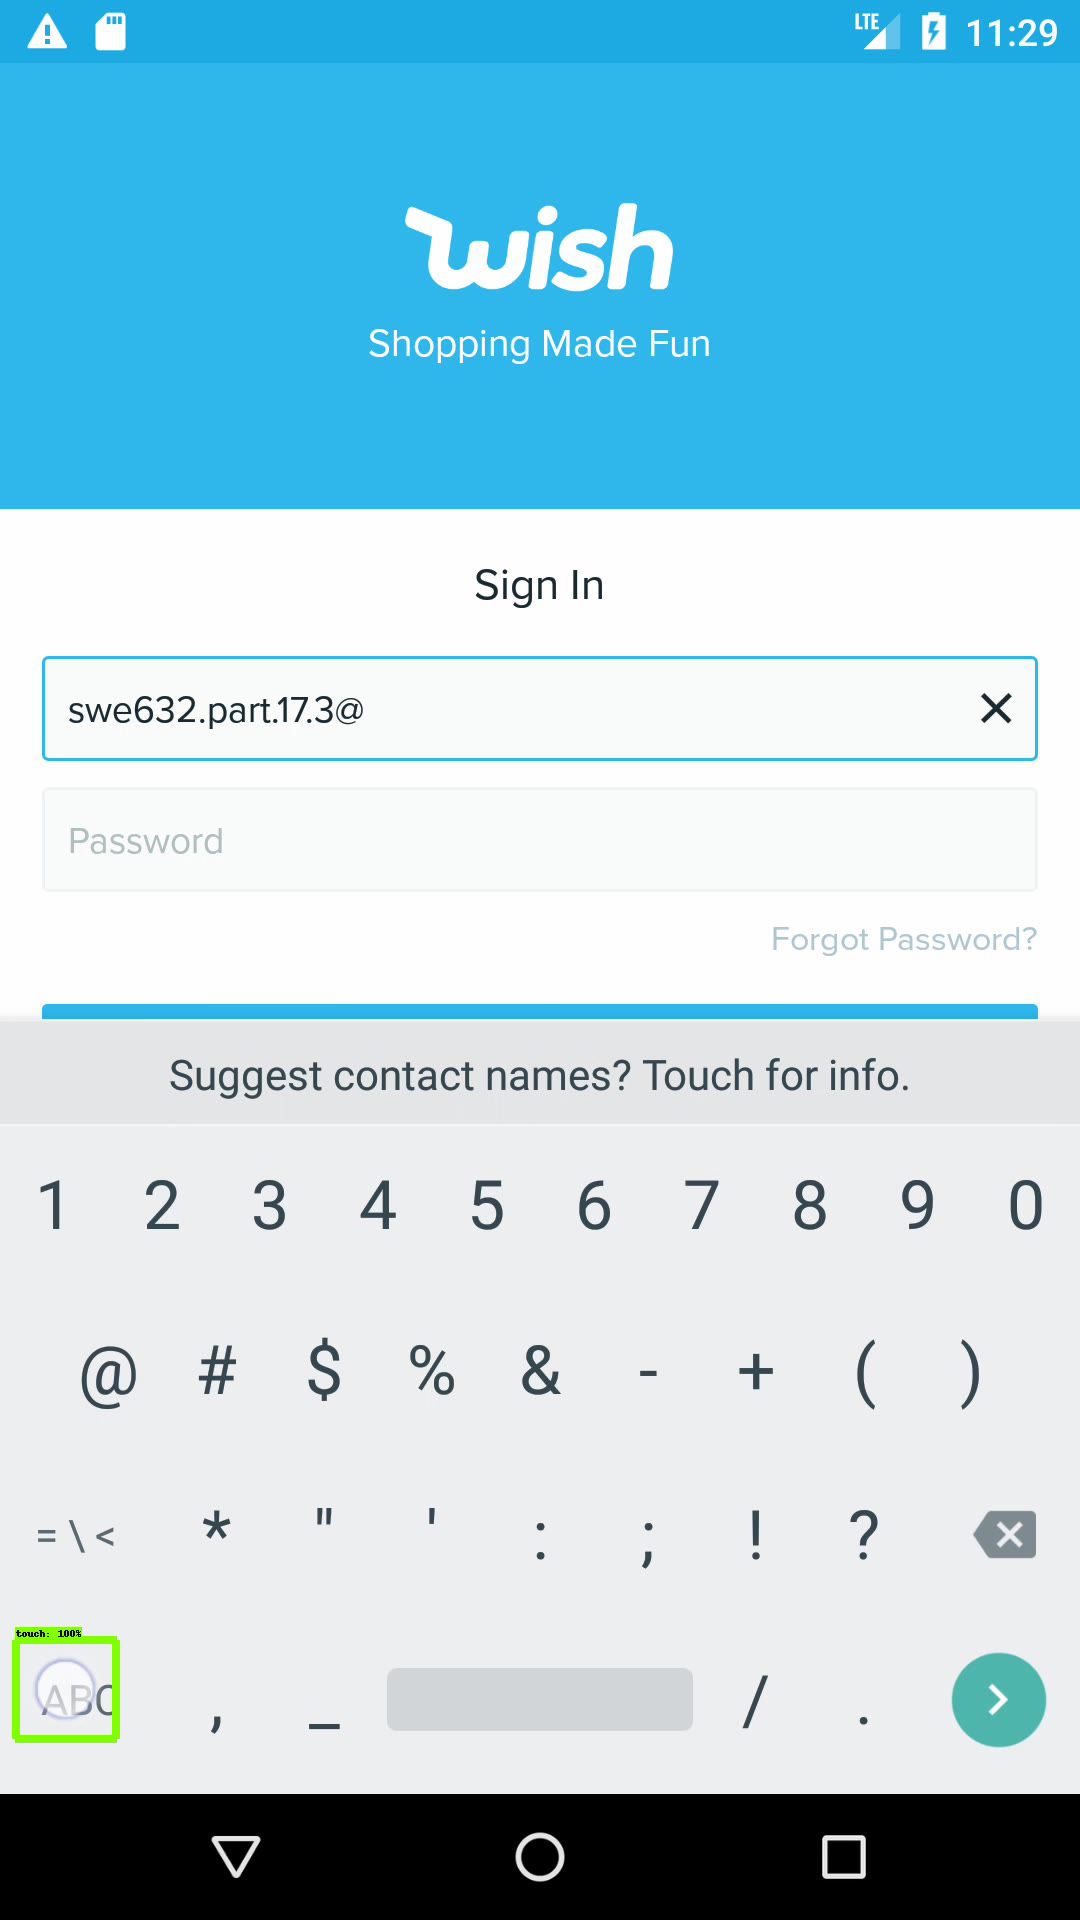 LTE 11:29
wish
Shopping Made Fun
Sign In
swe632.part.17.3@
Password
Forgot Password?
Suggest contact names? Touch for info.
1 2 3 4 5 6 7 8 9 0
@ # $ % & - + ( )
= \ < * " ' : ; ! ?
touch: 100%
ABC , _ / .